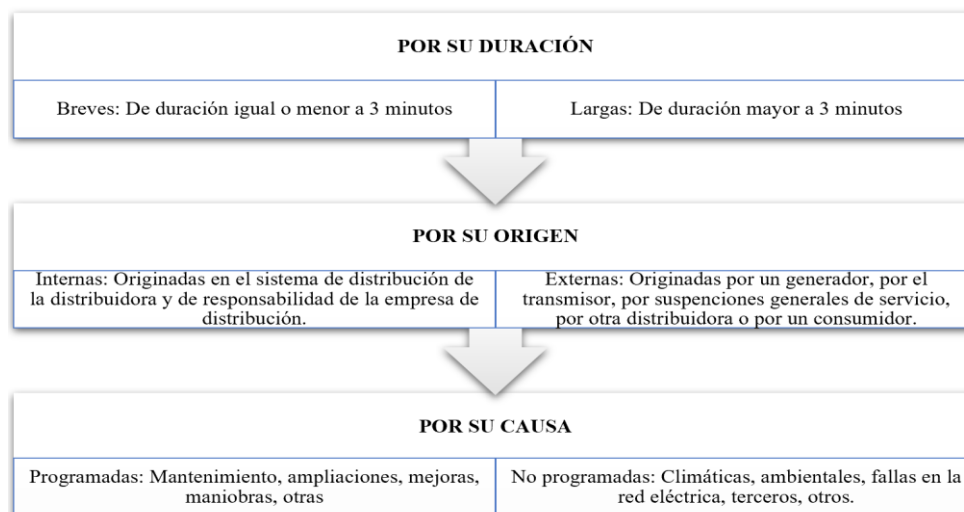 POR SU DURACIÓN
Breves: De duración igual o menor a 3 minutos
Largas: De duración mayor a 3 minutos
POR SU ORIGEN
Internas: Originadas en el sistema de distribución de
la distribuidora y de responsabilidad de la empresa de
distribución.
Externas: Originadas por un generador, por el
transmisor, por suspenciones generales de servicio,
por otra distribuidora o por un consumidor.
POR SU CAUSA
Programadas: Mantenimiento, ampliaciones, mejoras,
maniobras, otras
No programadas: Climáticas, ambientales, fallas en la
red eléctrica, terceros, otros.